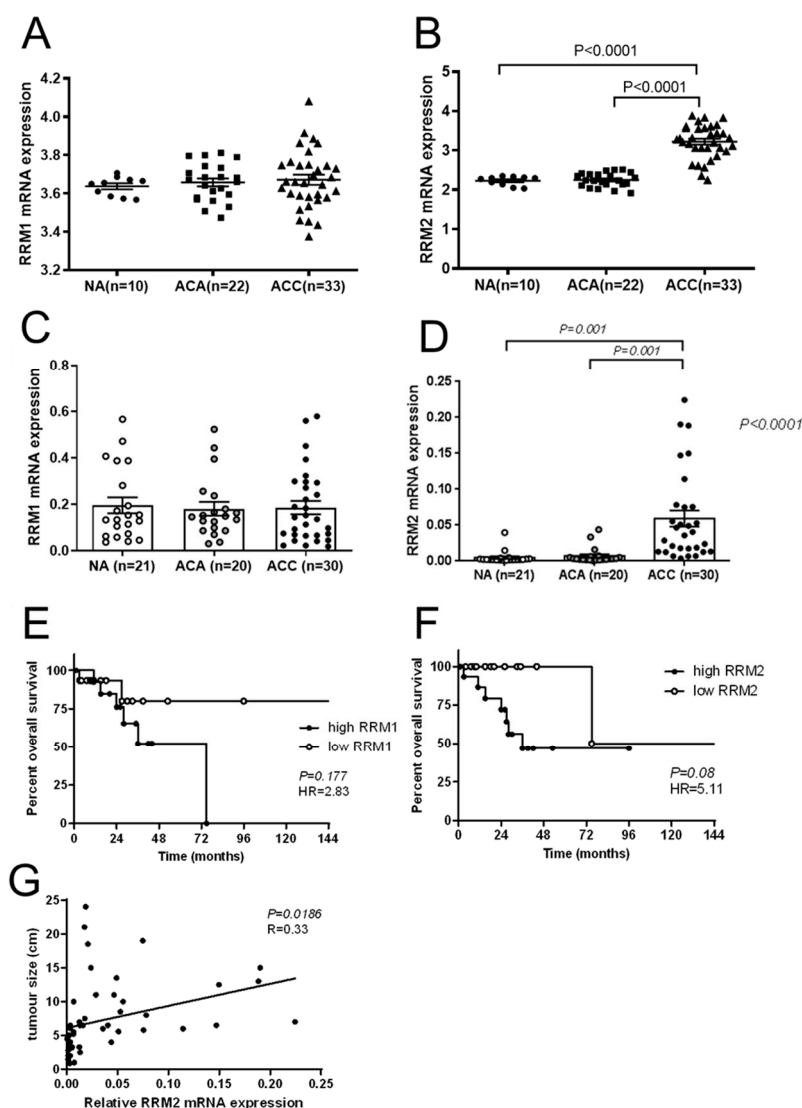 A
RRM1 mRNA expression
4.2
4.0
3.8
3.6
3.4
3.2
NA(n=10) ACA(n=22) ACC(n=33)
B
P<0.0001
P<0.0001
RRM2 mRNA expression
5
4
3
2
1
0
NA(n=10) ACA(n=22) ACC(n=33)
C
RRM1 mRNA expression
0.8
0.6
0.4
0.2
0.0
NA (n=21) ACA (n=20) ACC (n=30)
D
P=0.001
P=0.001
P<0.0001
RRM2 mRNA expression
0.25
0.20
0.15
0.10
0.05
0.00
NA (n=21) ACA (n=20) ACC (n=30)
E
Percent overall survival
100
75
50
25
0
high RRM1
low RRM1
P=0.177
HR=2.83
0 24 48 72 96 120 144
Time (months)
F
Percent overall survival
100
75
50
25
0
high RRM2
low RRM2
P=0.08
HR=5.11
0 24 48 72 96 120 144
Time (months)
G
P=0.0186
R=0.33
tumour size (cm)
25
20
15
10
5
0
0.00 0.05 0.10 0.15 0.20 0.25
Relative RRM2 mRNA expression